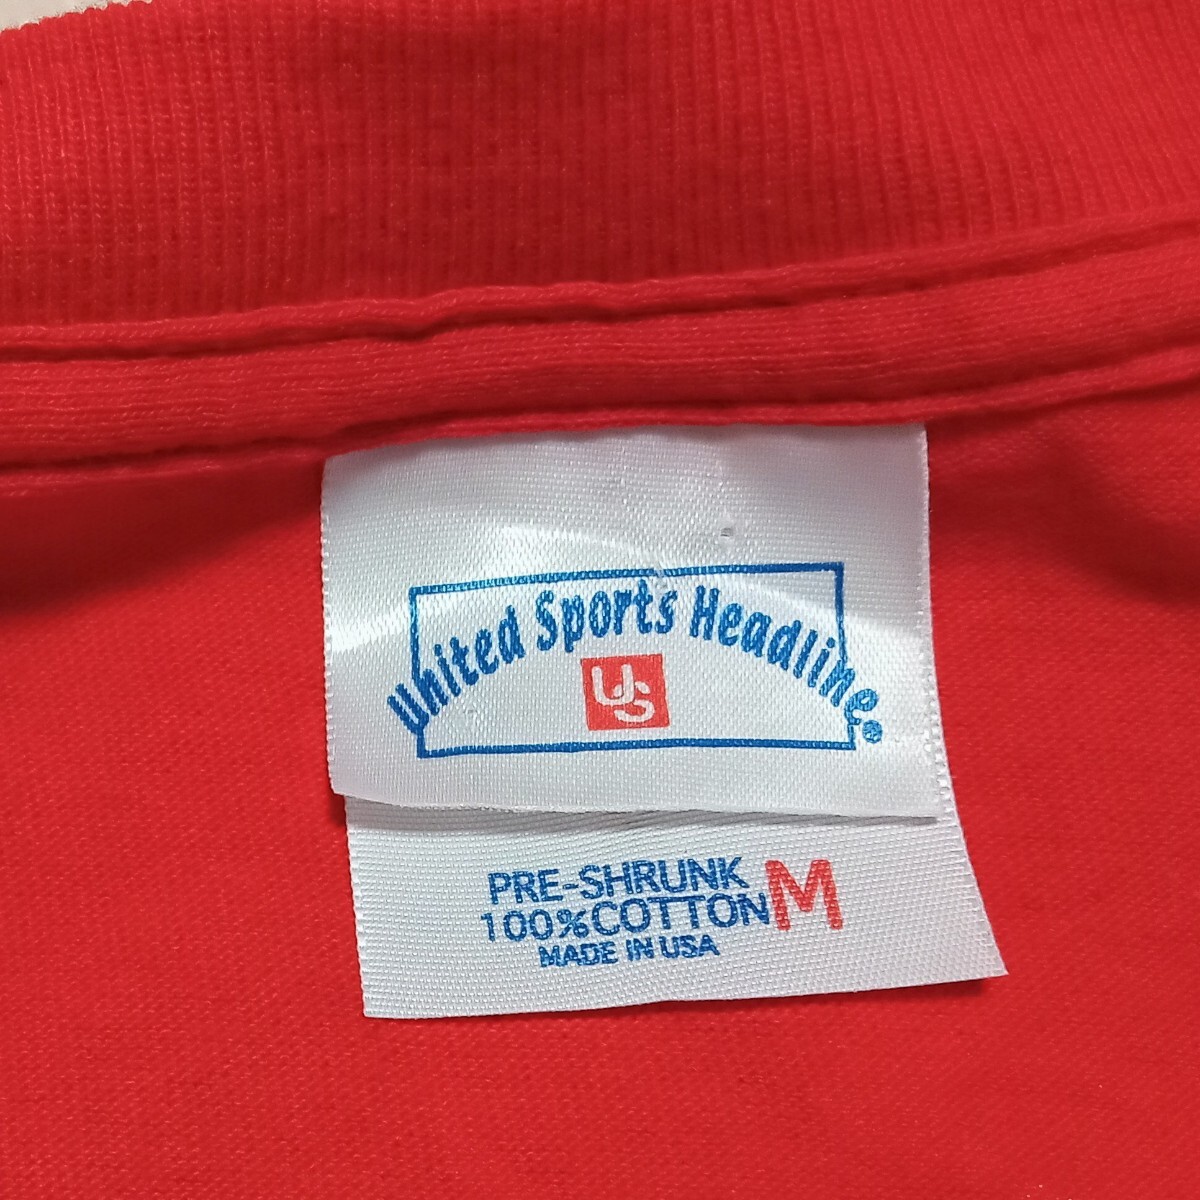 United Sports Headline®
US
PRE-SHRUNK
100%COTTON M
MADE IN USA